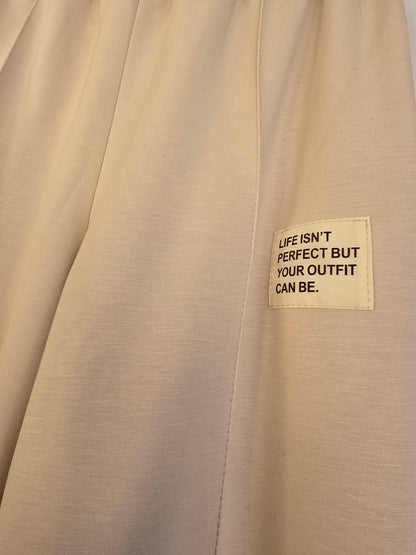 LIFE ISN'T
PERFECT BUT
YOUR OUTFIT
CAN BE.